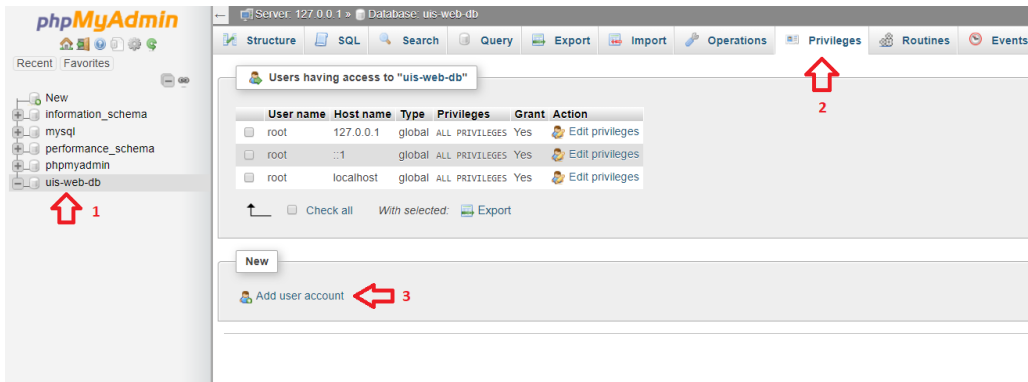 phpMyAdmin
Recent Favorites
New
information_schema
mysql
performance_schema
phpmyadmin
uis-web-db
1
Server: 127.0.0.1 » Database: uis-web-db
Structure SQL Search Query Export Import Operations Privileges Routines Events
2
Users having access to "uis-web-db"
User name Host name Type Privileges Grant Action
root 127.0.0.1 global ALL PRIVILEGES Yes Edit privileges
root ::1 global ALL PRIVILEGES Yes Edit privileges
root localhost global ALL PRIVILEGES Yes Edit privileges
Check all With selected: Export
New
Add user account 3